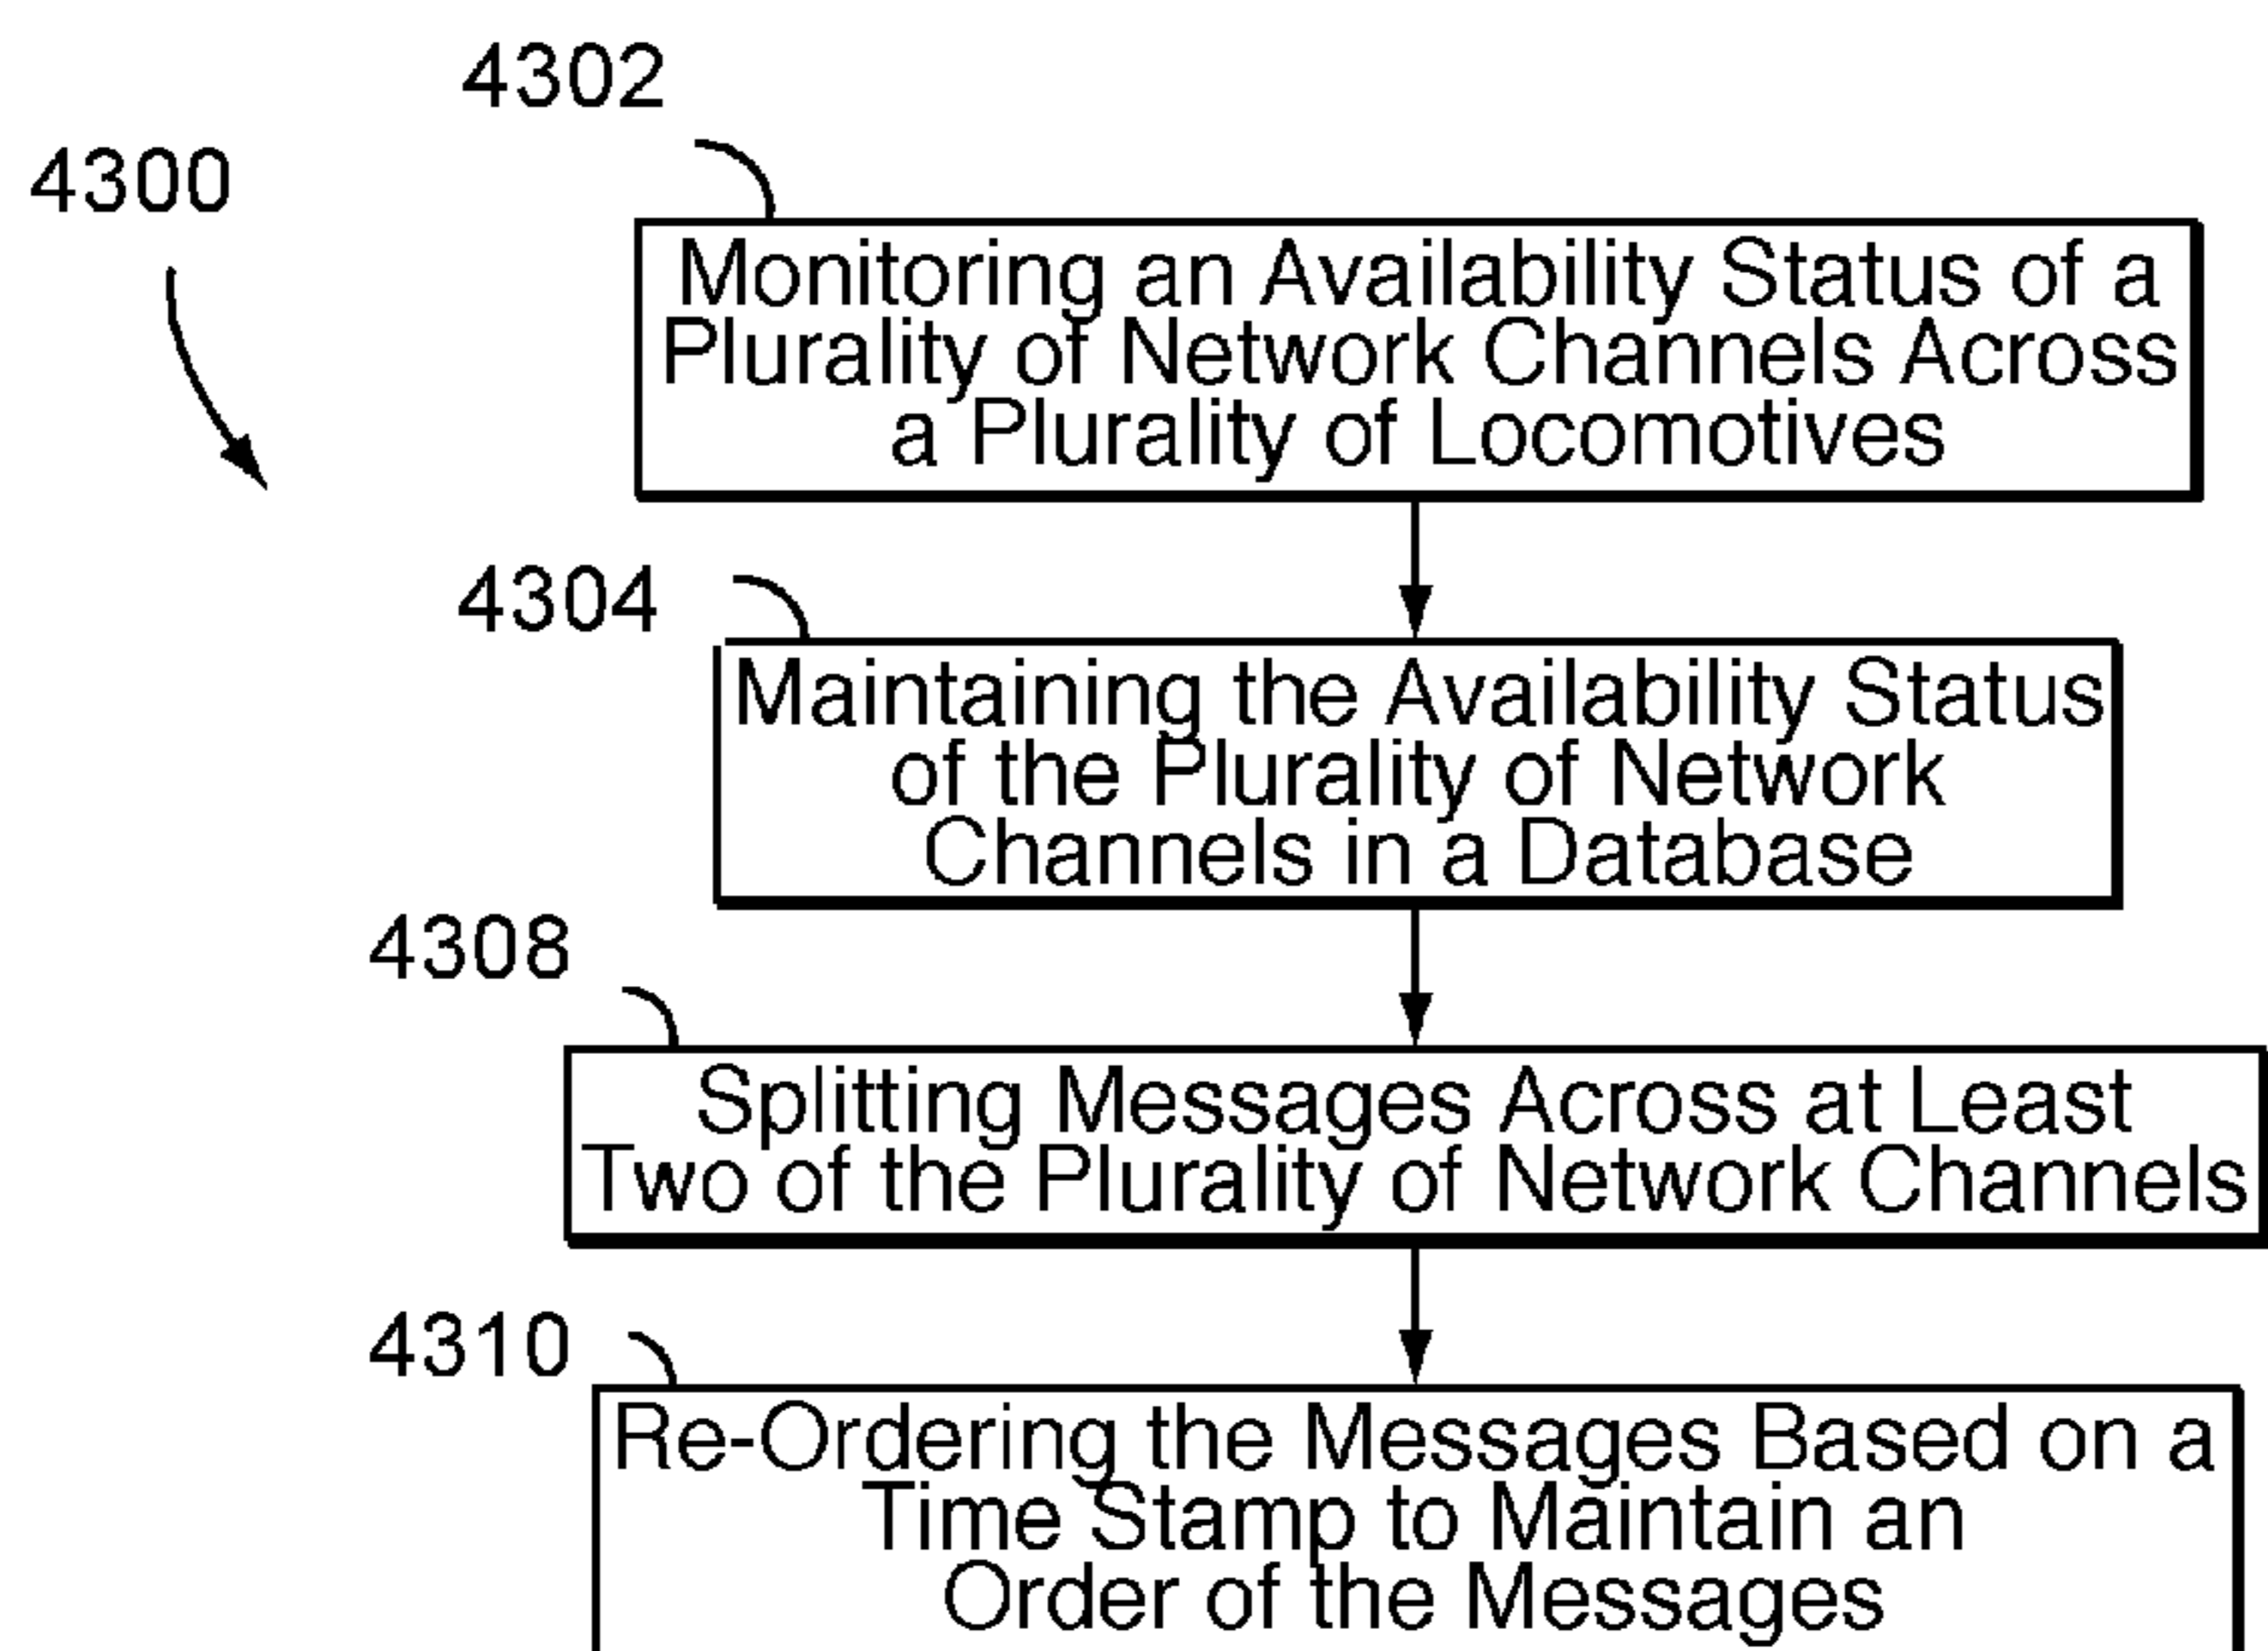 4302
4300
Monitoring an Availability Status of a
Plurality of Network Channels Across
a Plurality of Locomotives
4304
Maintaining the Availability Status
of the Plurality of Network
Channels in a Database
4308
Splitting Messages Across at Least
Two of the Plurality of Network Channels
4310
Re-Ordering the Messages Based on a
Time Stamp to Maintain an
Order of the Messages